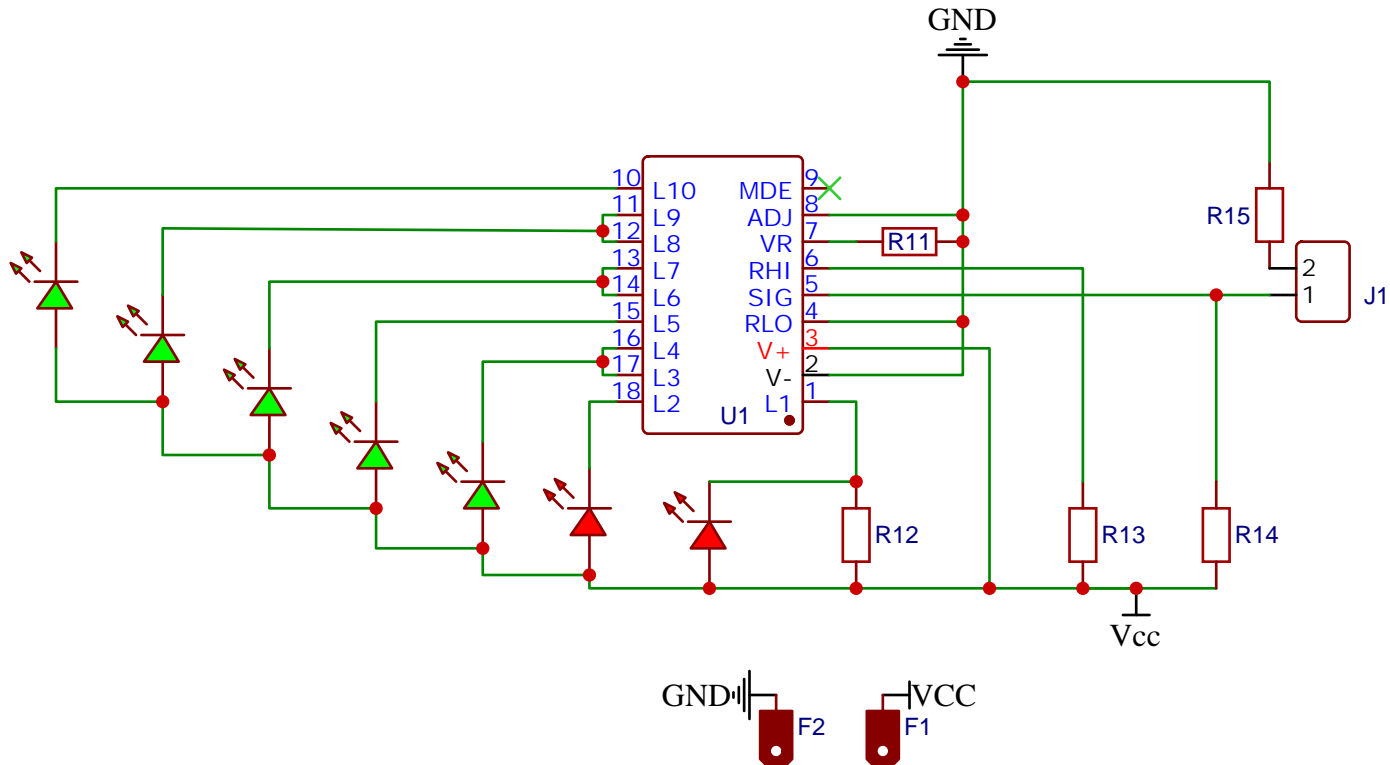 GND
10 L10 MDE 9
11 L9 ADJ 8
12 L8 VR 7 R11
13 L7 RHI 6
14 L6 SIG 5
15 L5 RLO 4
16 L4 V+ 3
17 L3 V- 2
18 L2 L1 1
U1
R15
2
1
J1
R12 R13 R14
Vcc
GND VCC
F2 F1